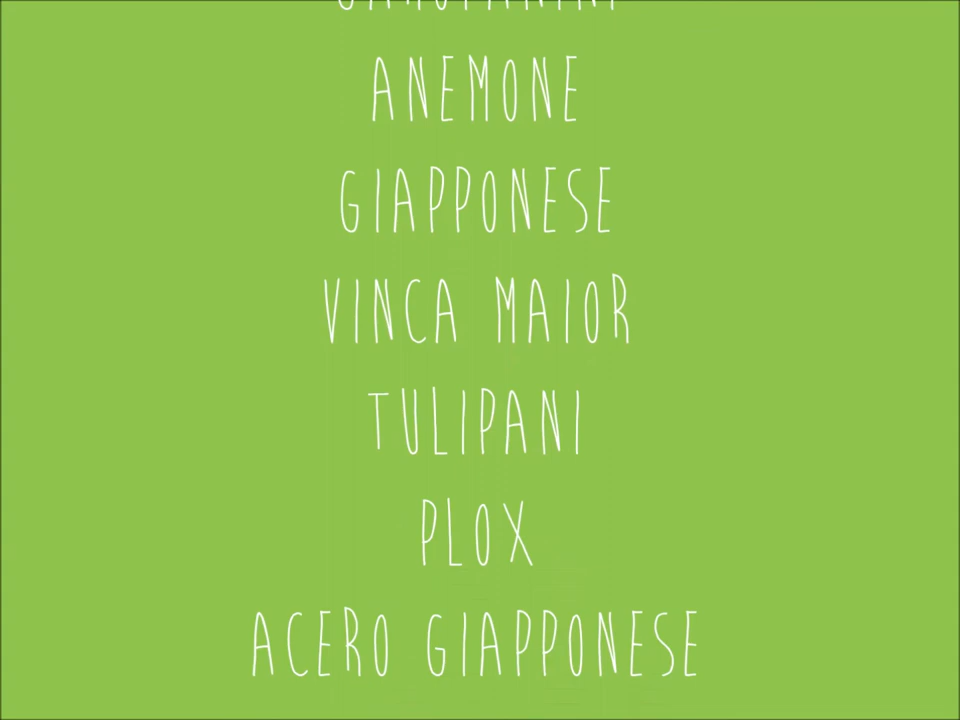 ANEMONE
GIAPPONESE
VINCA MAIOR
TULIPANI
PLOX
ACERO GIAPPONESE